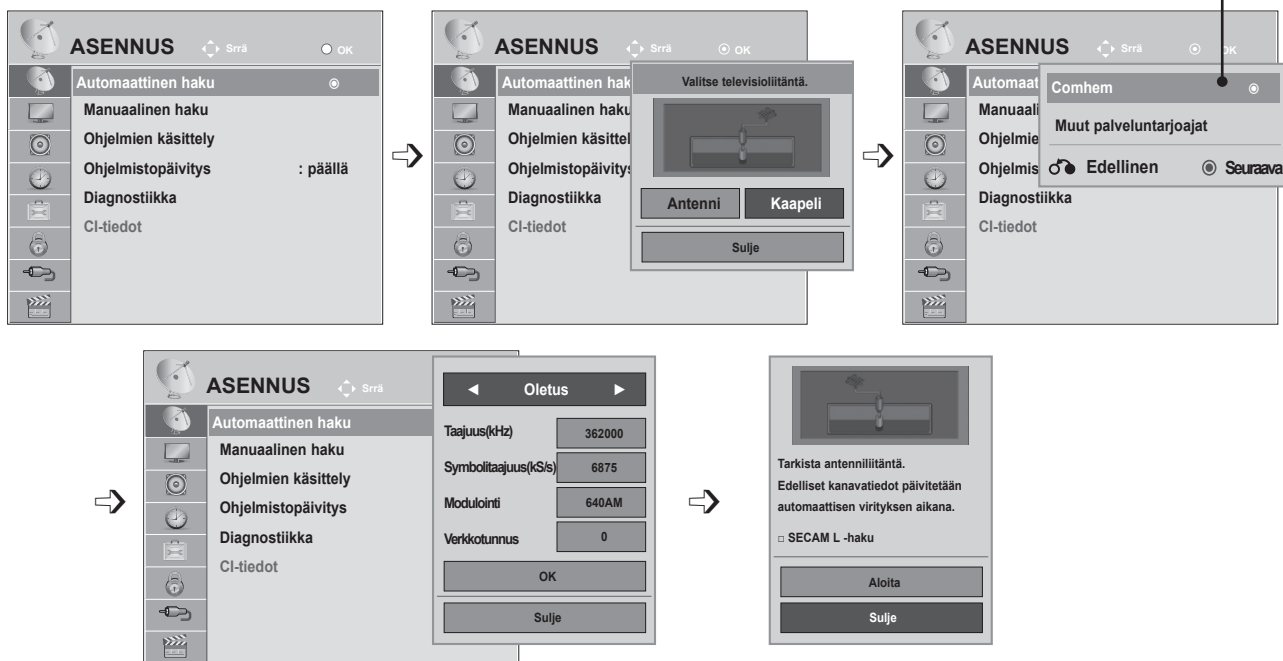 ASENNUS Srrä OK
Automaattinen haku
Manuaalinen haku
Ohjelmien käsittely
Ohjelmistopäivitys : päällä
Diagnostiikka
CI-tiedot
ASENNUS Srrä OK
Automaattinen hak
Manuaalinen haku
Ohjelmien käsittel
Ohjelmistopäivitys
Diagnostiikka
CI-tiedot
Valitse televisioliitäntä.
Antenni Kaapeli
Sulje
ASENNUS Srrä OK
Automaat
Manuaali
Ohjelmie
Ohjelmis
Diagnostiikka
CI-tiedot
Comhem
Muut palveluntarjoajat
Edellinen Seuraava
ASENNUS Srrä
Automaattinen haku
Manuaalinen haku
Ohjelmien käsittely
Ohjelmistopäivitys
Diagnostiikka
CI-tiedot
◄ Oletus ►
Taajuus(kHz) 362000
Symbolitaajuus(kS/s) 6875
Modulointi 640AM
Verkkotunnus 0
OK
Sulje
Tarkista antenniliitäntä.
Edelliset kanavatiedot päivitetään
automaattisen virityksen aikana.
□ SECAM L -haku
Aloita
Sulje